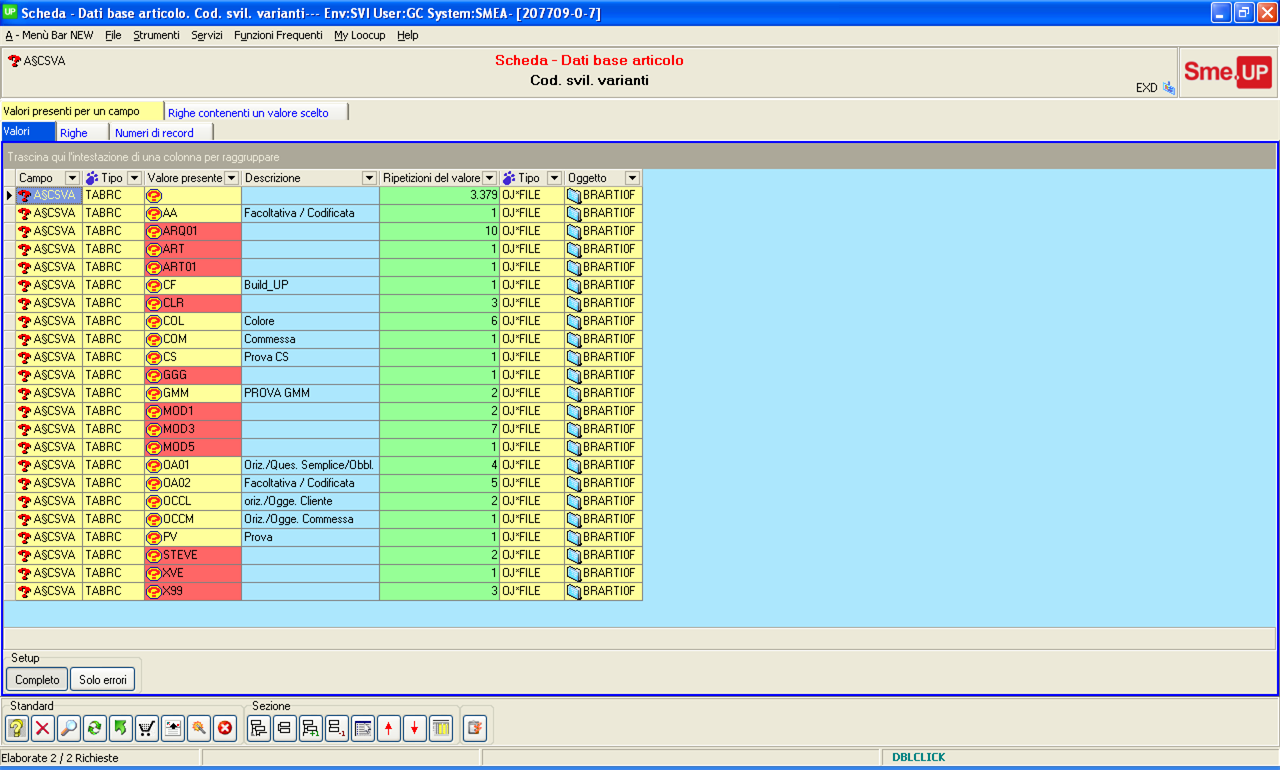 UP Scheda - Dati base articolo. Cod. svil. varianti--- Env:SVI User:GC System:SMEA- [207709-0-7]
A - Menù Bar NEW File Strumenti Servizi Funzioni Frequenti My Loocup Help
A§CSVA
Scheda - Dati base articolo
Cod. svil. varianti
EXD
Sme.UP
Valori presenti per un campo Righe contenenti un valore scelto
Valori Righe Numeri di record
Trascina qui l'intestazione di una colonna per raggruppare
Campo Tipo Valore presente Descrizione Ripetizioni del valore Tipo Oggetto
A§CSVA TABRC 3.379 OJ*FILE BRARTI0F
A§CSVA TABRC AA Facoltativa / Codificata 1 OJ*FILE BRARTI0F
A§CSVA TABRC ARQ01 10 OJ*FILE BRARTI0F
A§CSVA TABRC ART 1 OJ*FILE BRARTI0F
A§CSVA TABRC ART01 1 OJ*FILE BRARTI0F
A§CSVA TABRC CF Build_UP 1 OJ*FILE BRARTI0F
A§CSVA TABRC CLR 3 OJ*FILE BRARTI0F
A§CSVA TABRC COL Colore 6 OJ*FILE BRARTI0F
A§CSVA TABRC COM Commessa 1 OJ*FILE BRARTI0F
A§CSVA TABRC CS Prova CS 1 OJ*FILE BRARTI0F
A§CSVA TABRC GGG 1 OJ*FILE BRARTI0F
A§CSVA TABRC GMM PROVA GMM 2 OJ*FILE BRARTI0F
A§CSVA TABRC MOD1 2 OJ*FILE BRARTI0F
A§CSVA TABRC MOD3 7 OJ*FILE BRARTI0F
A§CSVA TABRC MOD5 1 OJ*FILE BRARTI0F
A§CSVA TABRC OA01 Oriz./Ques. Semplice/Obbl. 4 OJ*FILE BRARTI0F
A§CSVA TABRC OA02 Facoltativa / Codificata 5 OJ*FILE BRARTI0F
A§CSVA TABRC OCCL oriz./Ogge. Cliente 2 OJ*FILE BRARTI0F
A§CSVA TABRC OCCM Oriz./Ogge. Commessa 1 OJ*FILE BRARTI0F
A§CSVA TABRC PV Prova 1 OJ*FILE BRARTI0F
A§CSVA TABRC STEVE 2 OJ*FILE BRARTI0F
A§CSVA TABRC XVE 1 OJ*FILE BRARTI0F
A§CSVA TABRC X99 3 OJ*FILE BRARTI0F
Setup
Completo Solo errori
Standard Sezione
Elaborate 2 / 2 Richieste DBLCLICK